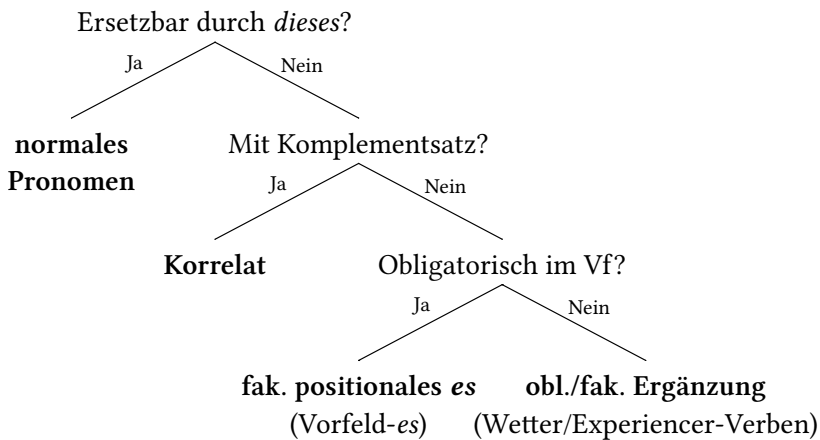 Ersetzbar durch dieses?
Ja
Nein
normales
Pronomen
Mit Komplementsatz?
Ja
Nein
Korrelat
Obligatorisch im Vf?
Ja
Nein
fak. positionales es
(Vorfeld-es)
obl./fak. Ergänzung
(Wetter/Experiencer-Verben)